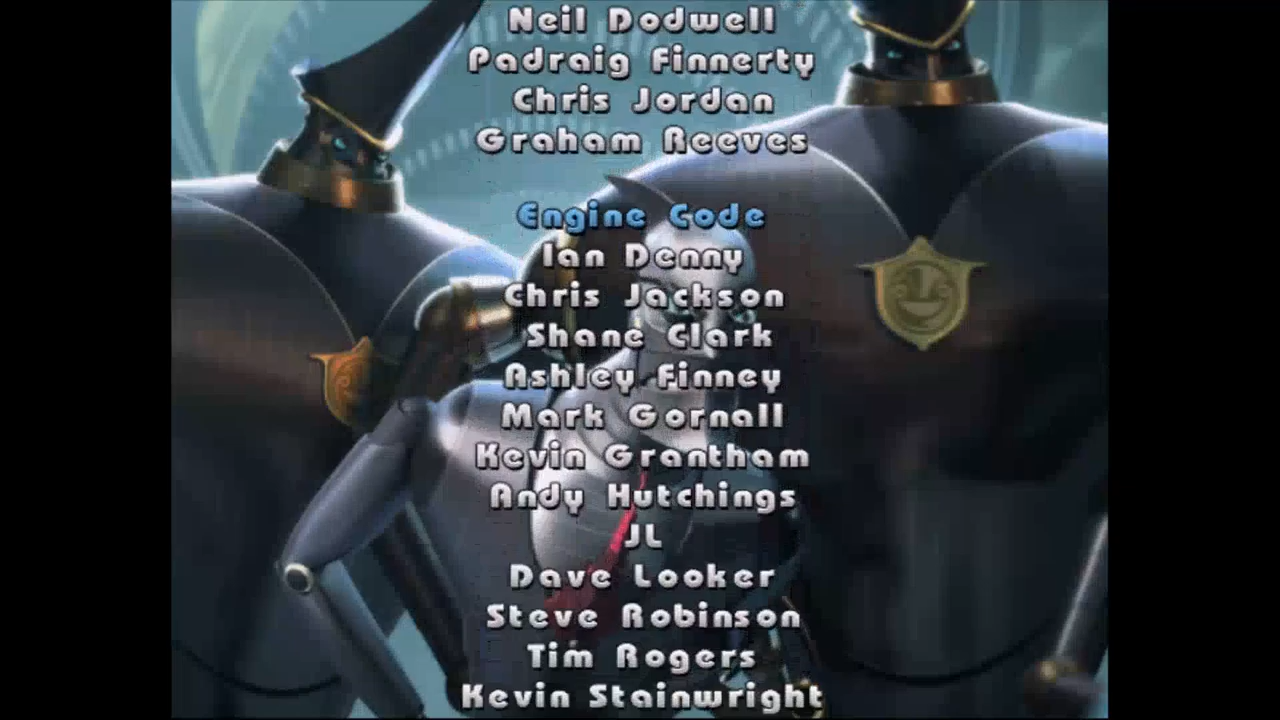 Neil Dodwell
Padraig Finnerty
Chris Jordan
Graham Reeves
Engine Code
Ian Denny
Chris Jackson
Shane Clark
Ashley Finney
Mark Gornall
Kevin Grantham
Andy Hutchings
JL
Dave Looker
Steve Robinson
Tim Rogers
Kevin Stainwright